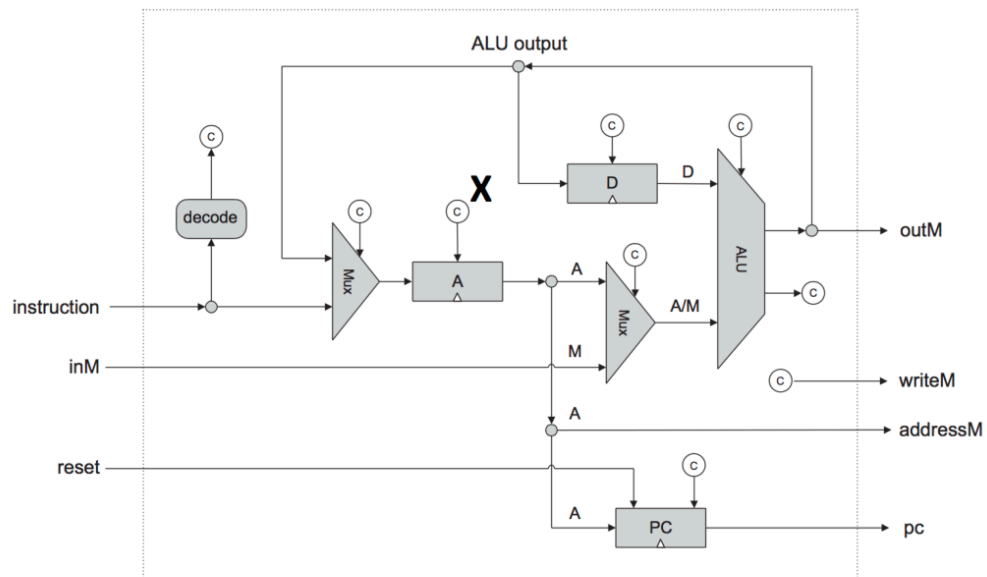 ALU output
C
C
C
D
D
decode
X
C
C
outM
Mux
ALU
C
A
A
Mux
A/M
C
instruction
inM
M
C
writeM
A
addressM
reset
C
A
PC
pc